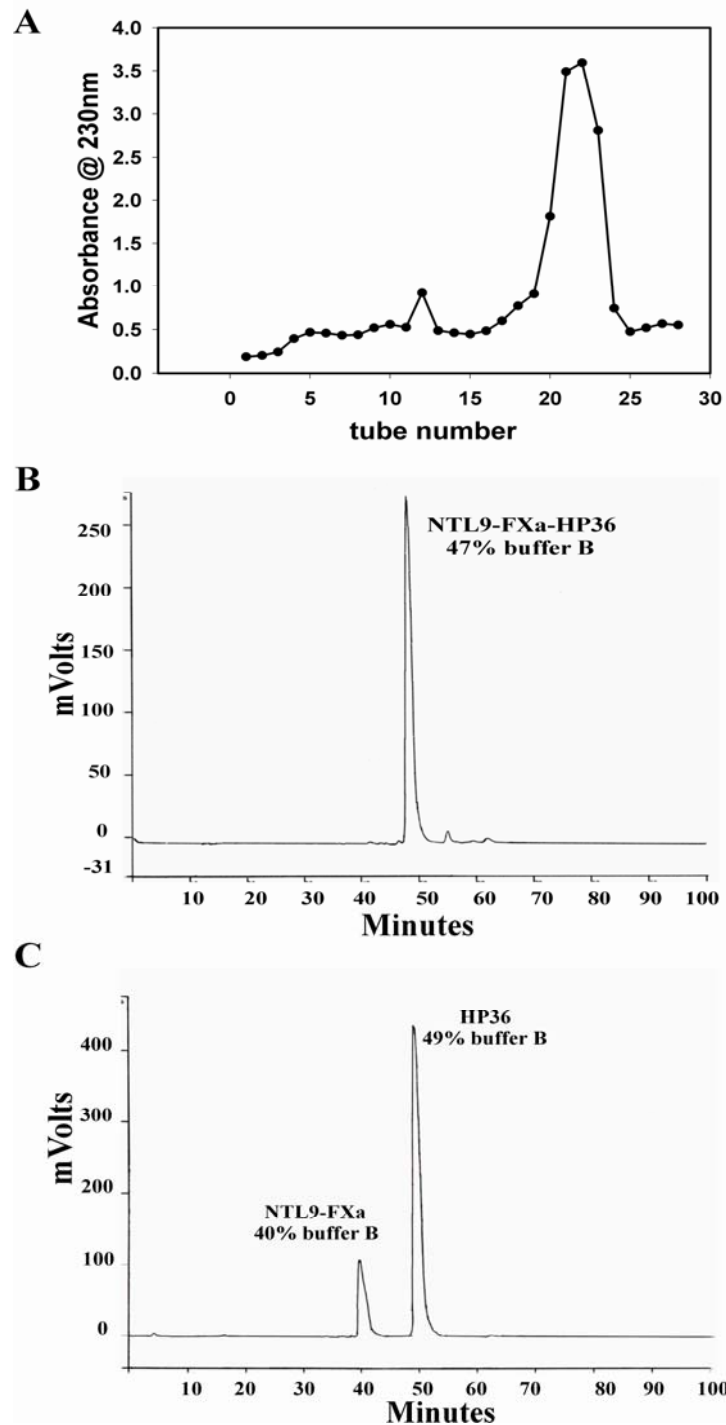 A
4.0
3.5
3.0
2.5
2.0
1.5
1.0
0.5
0.0
Absorbance @ 230nm
0 5 10 15 20 25 30
tube number
B
250
200
150
100
50
0
-31
mVolts
NTL9-FXa-HP36
47% buffer B
10 20 30 40 50 60 70 80 90 100
Minutes
C
400
300
200
100
0
mVolts
HP36
49% buffer B
NTL9-FXa
40% buffer B
10 20 30 40 50 60 70 80 90 100
Minutes